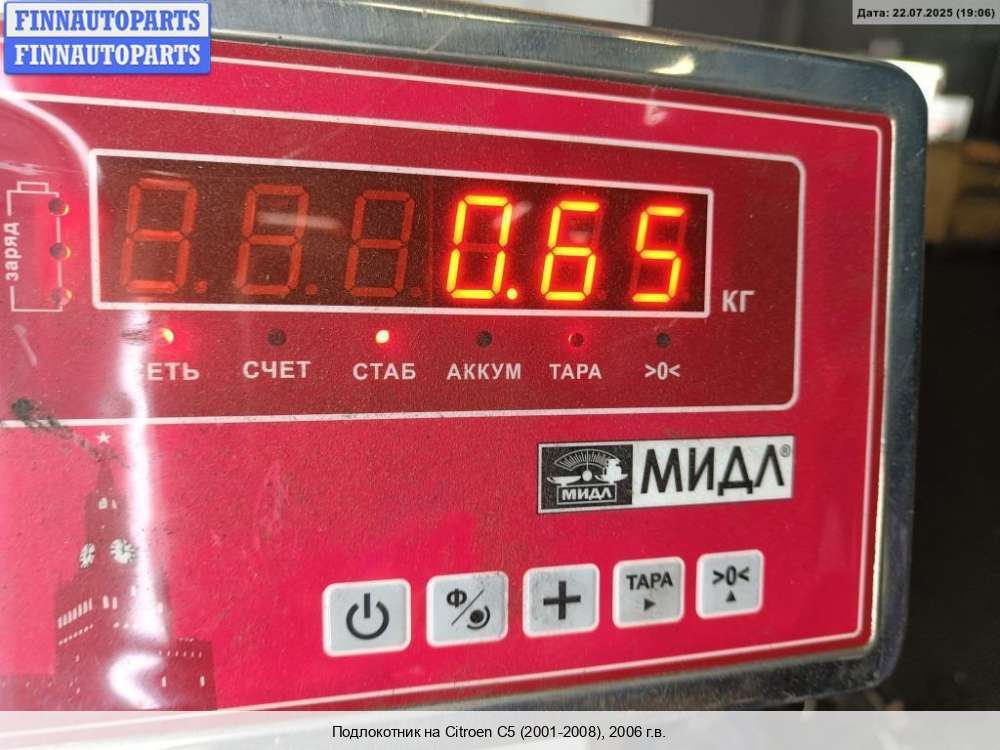 FINNAUTOPARTS
FINNAUTOPARTS
Дата: 22.07.2025 (19:06)
заряд
0.65
КГ
СЕТЬ СЧЕТ СТАБ АККУМ ТАРА >0<
МИДЛ МИДЛ®
Ф ТАРА >0<
Подлокотник на Citroen C5 (2001-2008), 2006 г.в.